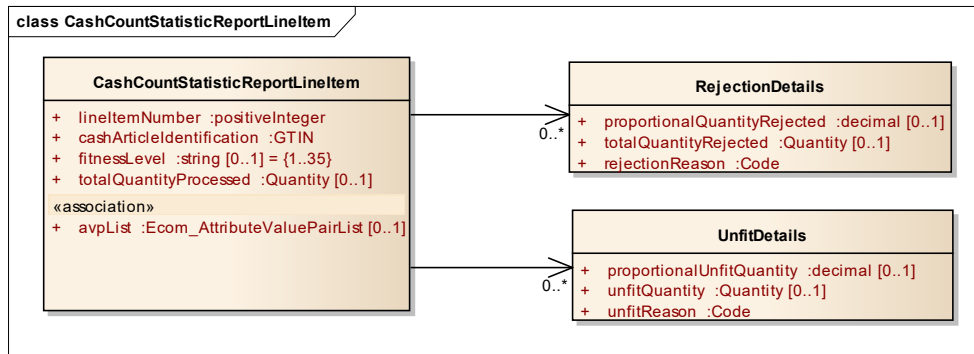 class CashCountStatisticReportLineItem
CashCountStatisticReportLineItem
+ lineItemNumber :positiveInteger
+ cashArticleIdentification :GTIN
+ fitnessLevel :string [0..1] = {1..35}
+ totalQuantityProcessed :Quantity [0..1]
«association»
+ avpList :Ecom_AttributeValuePairList [0..1]
0..*
RejectionDetails
+ proportionalQuantityRejected :decimal [0..1]
+ totalQuantityRejected :Quantity [0..1]
+ rejectionReason :Code
0..*
UnfitDetails
+ proportionalUnfitQuantity :decimal [0..1]
+ unfitQuantity :Quantity [0..1]
+ unfitReason :Code